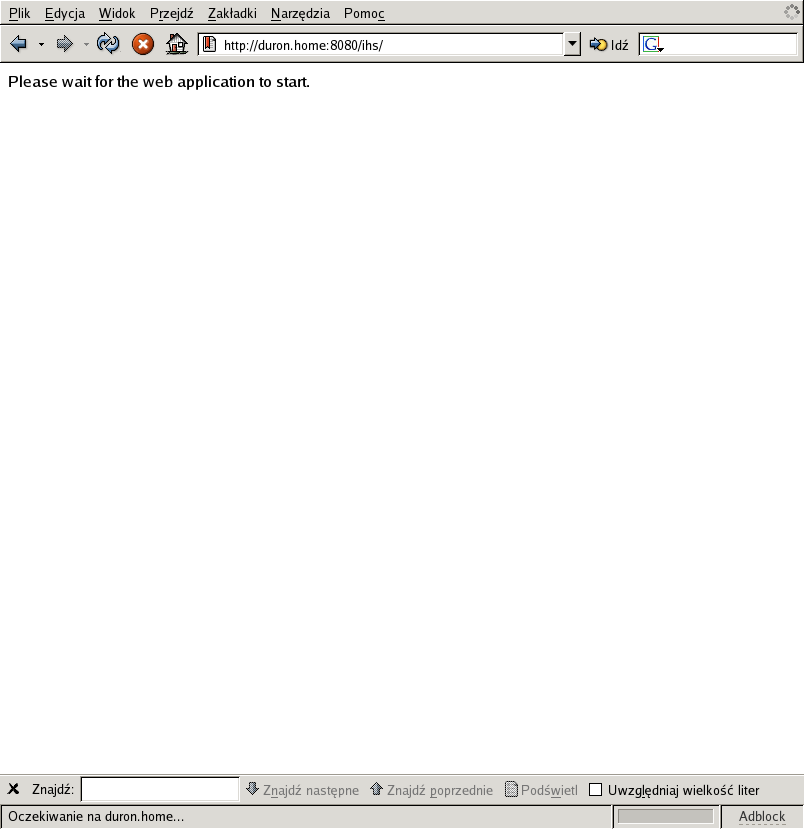 Plik Edycja Widok Przejdź Zakładki Narzędzia Pomoc
http://duron.home:8080/ihs/ Idź G
Please wait for the web application to start.
Znajdź: Znajdź następne Znajdź poprzednie Podświetl Uwzględniaj wielkość liter
Oczekiwanie na duron.home... Adblock